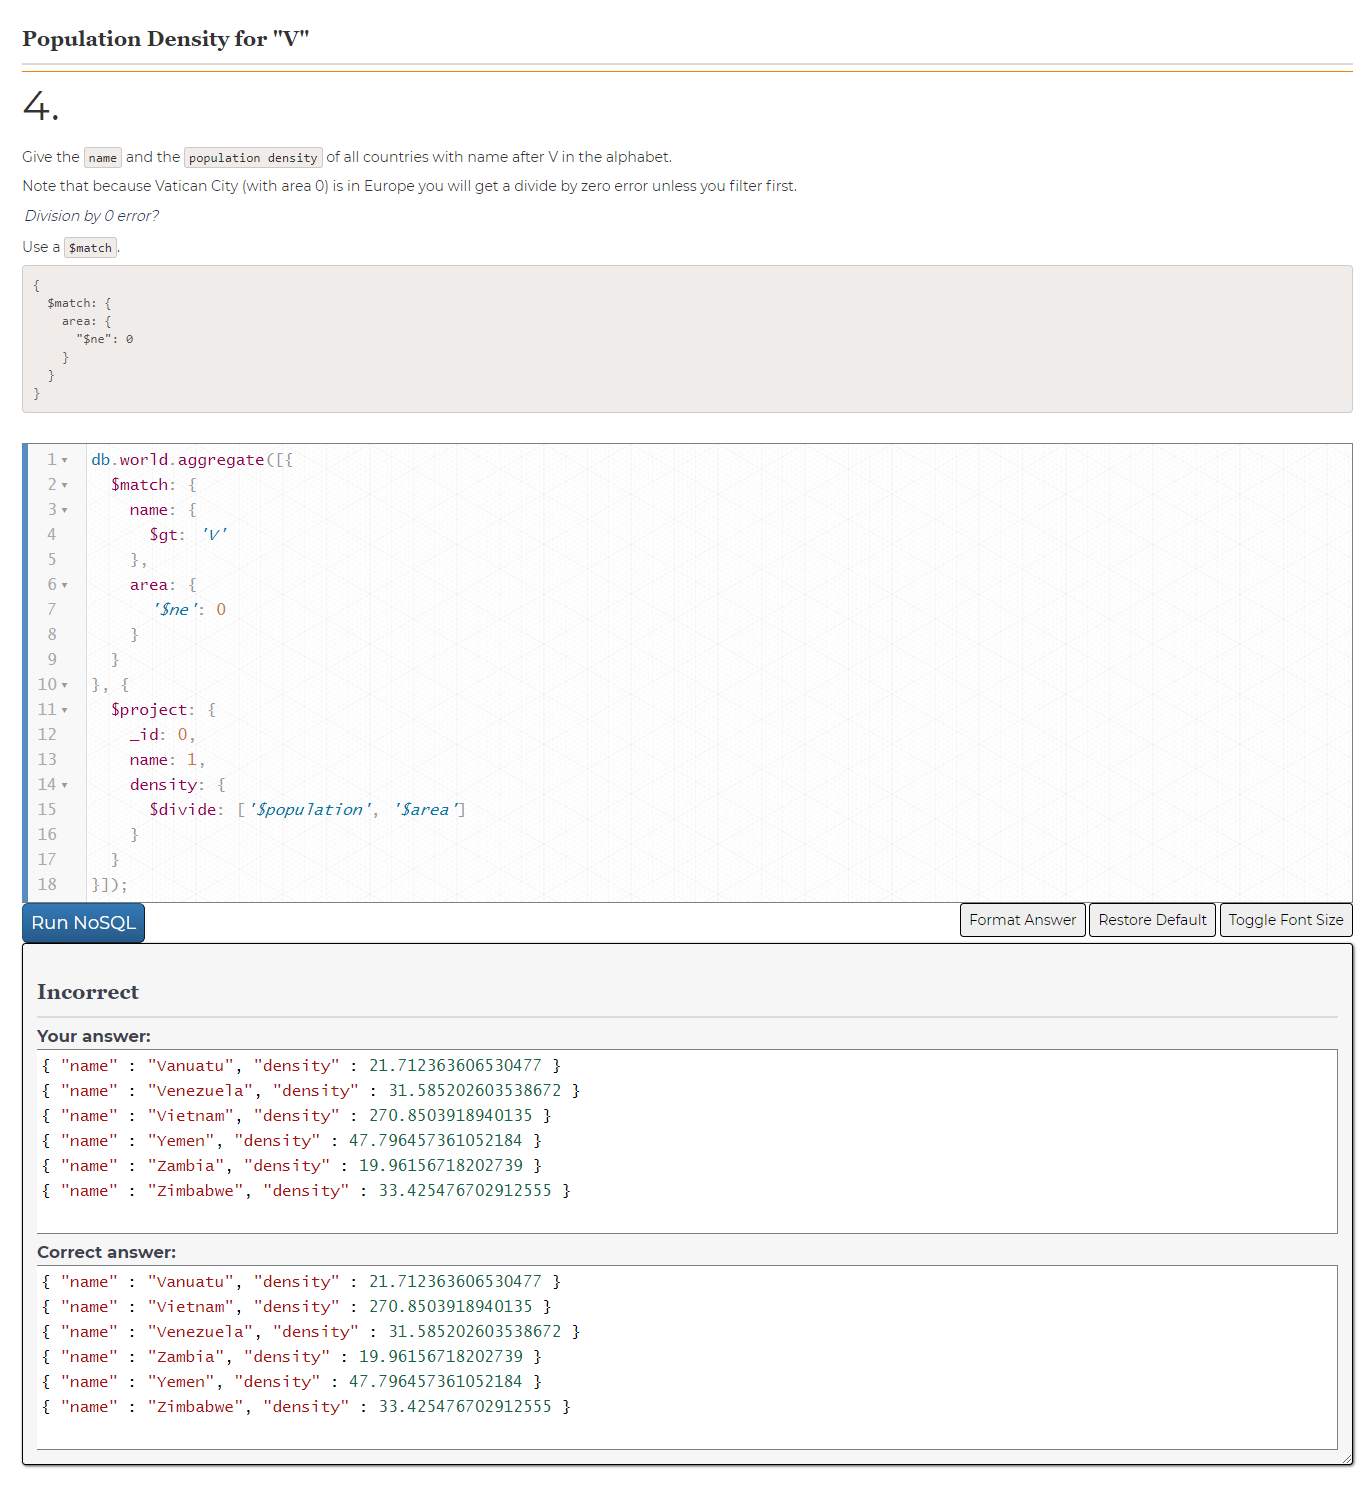 Population Density for "V"
4.
Give the name and the population density of all countries with name after V in the alphabet.
Note that because Vatican City (with area 0) is in Europe you will get a divide by zero error unless you filter first.
Division by 0 error?
Use a $match.
{
  $match: {
    area: {
      "$ne": 0
    }
  }
}
1 db.world.aggregate([{
2   $match: {
3     name: {
4       $gt: 'V'
5     },
6     area: {
7       '$ne': 0
8     }
9   }
10 }, {
11   $project: {
12     _id: 0,
13     name: 1,
14     density: {
15       $divide: ['$population', '$area']
16     }
17   }
18 }]);
Run NoSQL Format Answer Restore Default Toggle Font Size
Incorrect
Your answer:
{ "name" : "Vanuatu", "density" : 21.712363606530477 }
{ "name" : "Venezuela", "density" : 31.585202603538672 }
{ "name" : "Vietnam", "density" : 270.8503918940135 }
{ "name" : "Yemen", "density" : 47.796457361052184 }
{ "name" : "Zambia", "density" : 19.96156718202739 }
{ "name" : "Zimbabwe", "density" : 33.425476702912555 }
Correct answer:
{ "name" : "Vanuatu", "density" : 21.712363606530477 }
{ "name" : "Vietnam", "density" : 270.8503918940135 }
{ "name" : "Venezuela", "density" : 31.585202603538672 }
{ "name" : "Zambia", "density" : 19.96156718202739 }
{ "name" : "Yemen", "density" : 47.796457361052184 }
{ "name" : "Zimbabwe", "density" : 33.425476702912555 }